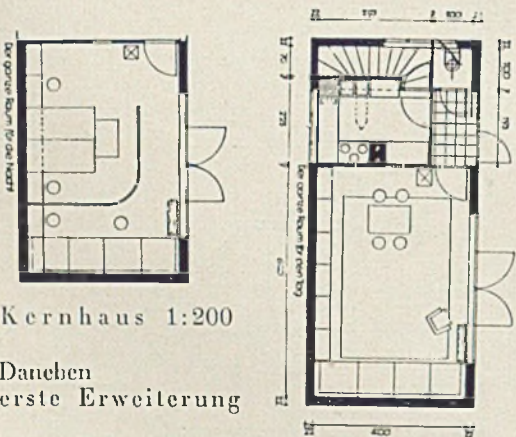 Der ganze Raum für die Nacht
Der ganze Raum für den Tag
400
Kernhaus 1:200
Daneben
erste Erweiterung